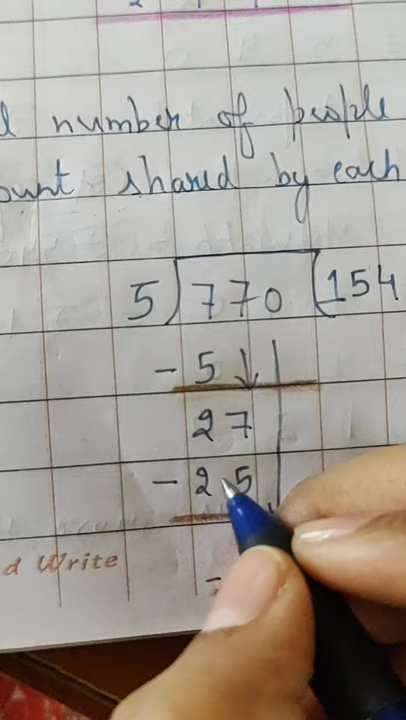 number of people
shared by each
5)770(154
- 5
27
- 25
d Write